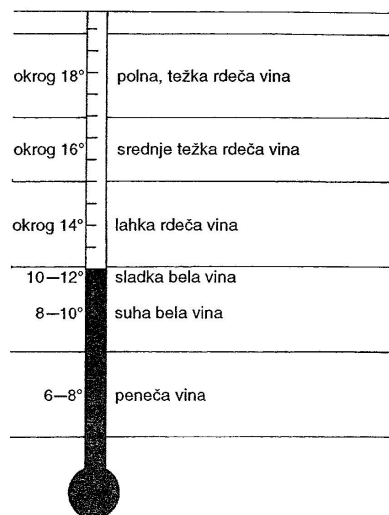 okrog 18° polna, težka rdeča vina
okrog 16° srednje težka rdeča vina
okrog 14° lahka rdeča vina
10—12° sladka bela vina
8—10° suha bela vina
6—8° peneča vina